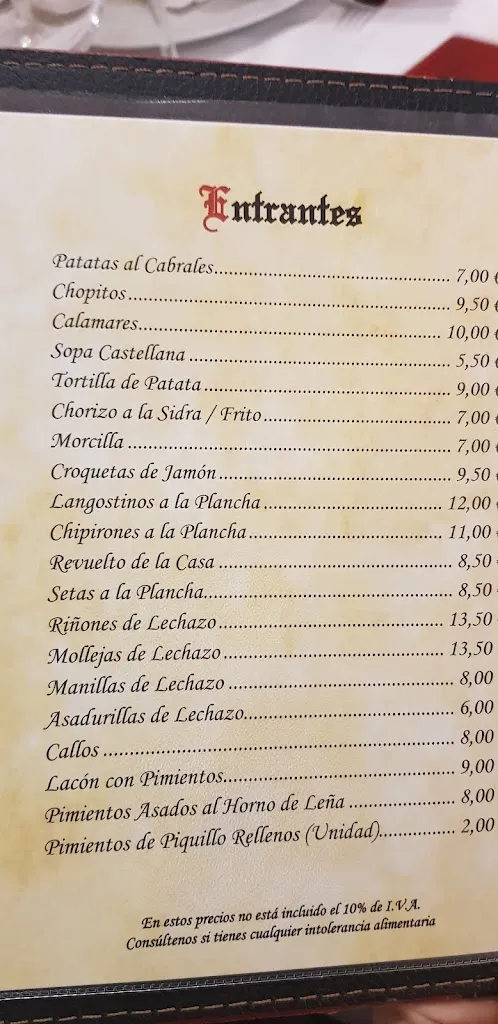 Entrantes
Patatas al Cabrales........ 7,00 €
Chopitos........ 9,50 €
Calamares........ 10,00 €
Sopa Castellana ........ 5,50 €
Tortilla de Patata ........ 9,00 €
Chorizo a la Sidra / Frito........ 7,00 €
Morcilla ........ 7,00 €
Croquetas de Jamón ........ 9,50 €
Langostinos a la Plancha ........ 12,00 €
Chipirones a la Plancha ........ 11,00 €
Revuelto de la Casa ........ 8,50
Setas a la Plancha........ 8,50
Riñones de Lechazo ........ 13,50
Mollejas de Lechazo ........ 13,50
Manillas de Lechazo ........ 8,00
Asadurillas de Lechazo........ 6,00
Callos ........ 8,00
Lacón con Pimientos........ 9,00
Pimientos Asados al Horno de Leña ........ 8,00
Pimientos de Piquillo Rellenos (Unidad)........ 2,00
En estos precios no está incluido el 10% de I.V.A.
Consúltenos si tienes cualquier intolerancia alimentaria